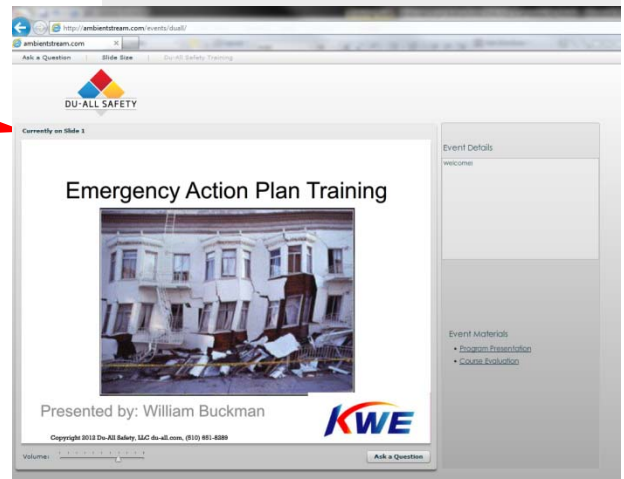 http://ambientstream.com/events/duall/
ambientstream.com
Ask a Question | Slide Size | Du-All Safety Training
DU-ALL SAFETY
Currently on Slide 1
Emergency Action Plan Training
Presented by: William Buckman
KWE
Copyright 2012 Du-All Safety, LLC du-all.com, (510) 651-8289
Volume:
Ask a Question
Event Details
Welcome!
Event Materials
• Program Presentation
• Course Evaluation